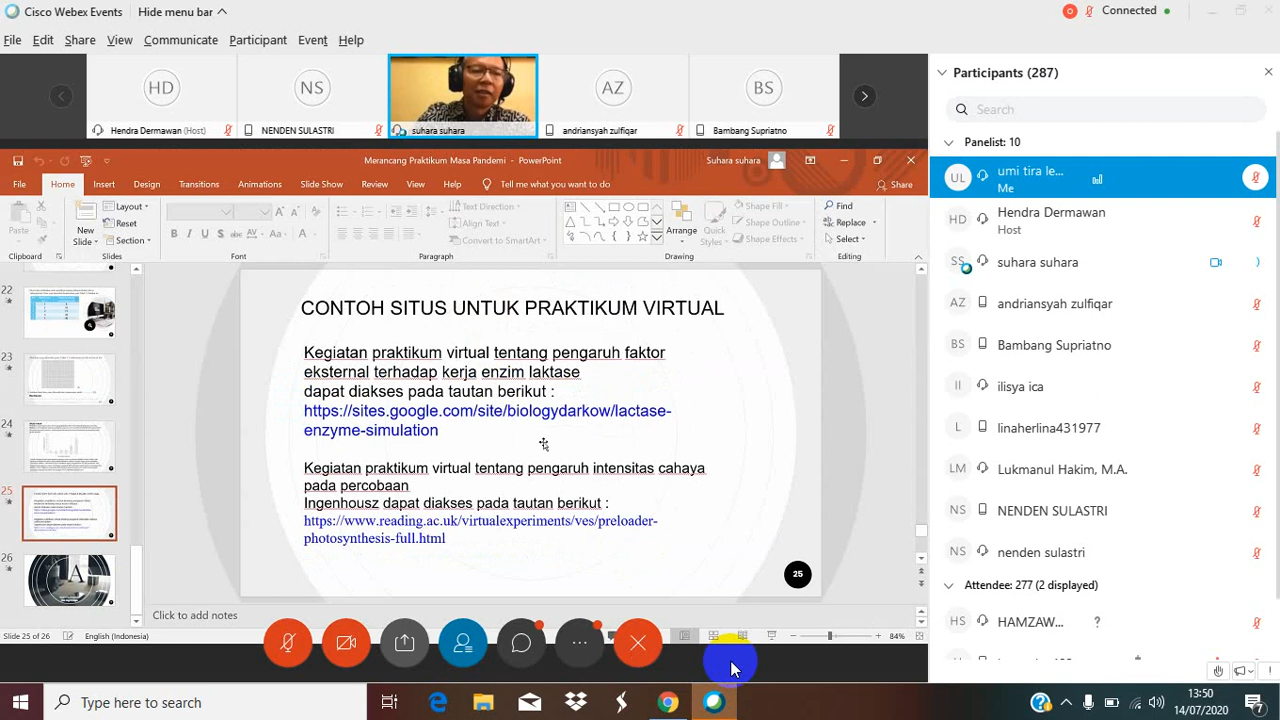 Cisco Webex Events Hide menu bar
Connected
File Edit Share View Communicate Participant Event Help
HD NS AZ BS
Hendra Dermawan (Host) NENDEN SULASTRI suhara suhara andriansyah zulfiqar Bambang Supriatno
Merancang Praktikum Masa Pandemi - PowerPoint
Suhara suhara
File Home Insert Design Transitions Animations Slide Show Review View Help Tell me what you want to do
Share
Paste
New Slide
Layout
Reset
Section
Text Direction
Align Text
Convert to SmartArt
Arrange
Quick Styles
Shape Fill
Shape Outline
Shape Effects
Find
Replace
Select
Clipboard Slides Font Paragraph Drawing Editing
22
23
24
25
26
CONTOH SITUS UNTUK PRAKTIKUM VIRTUAL
Kegiatan praktikum virtual tentang pengaruh faktor
eksternal terhadap kerja enzim laktase
dapat diakses pada tautan berikut :
https://sites.google.com/site/biologydarkow/lactase-
enzyme-simulation
Kegiatan praktikum virtual tentang pengaruh intensitas cahaya
pada percobaan
Ingenhousz dapat diakses pada tautan berikut :
https://www.reading.ac.uk/virtualexperiments/ves/preloader-
photosynthesis-full.html
25
Click to add notes
Slide 25 of 26 English (Indonesia)
84%
Participants (287)
Search
Panelist: 10
UL umi tira le...
Me
HD Hendra Dermawan
Host
SS suhara suhara
AZ andriansyah zulfiqar
BS Bambang Supriatno
II ilisya ica
L linaherlina431977
LM Lukmanul Hakim, M.A.
NS NENDEN SULASTRI
NS nenden sulastri
Attendee: 277 (2 displayed)
HS HAMZAW... ?
Type here to search
13:50
14/07/2020